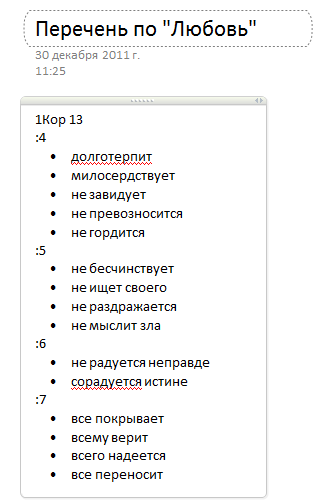 Перечень по "Любовь"
30 декабря 2011 г.
11:25
1Кор 13
:4
• долготерпит
• милосердствует
• не завидует
• не превозносится
• не гордится
:5
• не бесчинствует
• не ищет своего
• не раздражается
• не мыслит зла
:6
• не радуется неправде
• сорадуется истине
:7
• все покрывает
• всему верит
• всего надеется
• все переносит